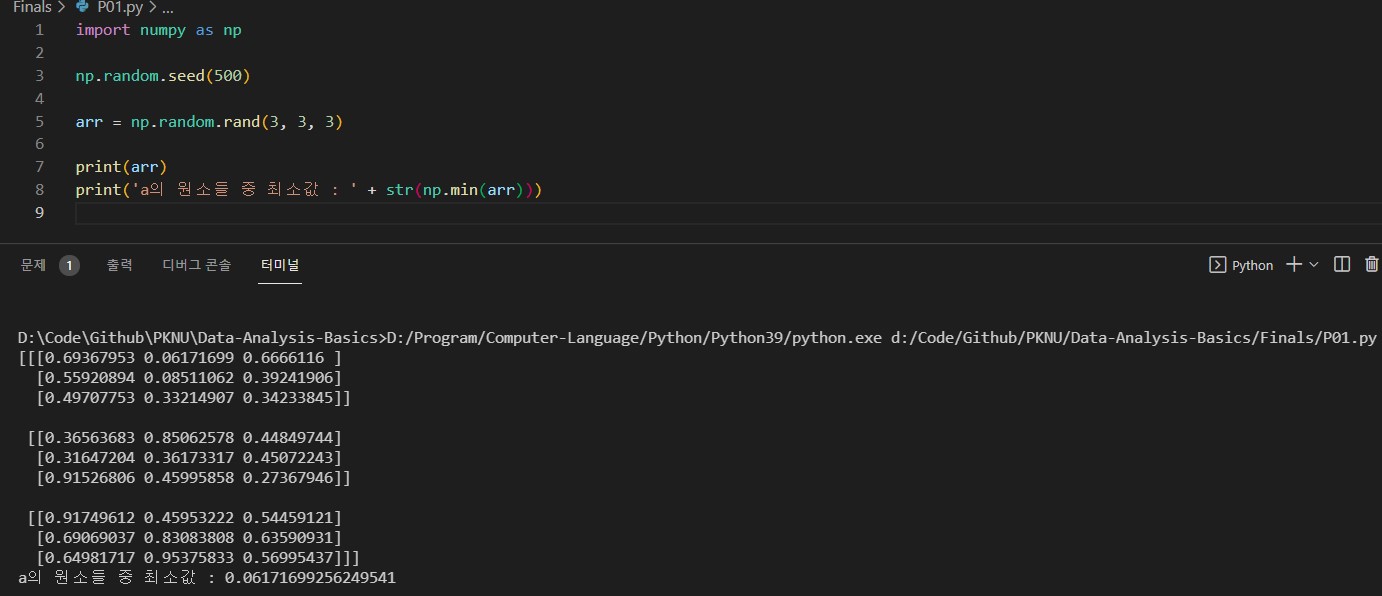 Finals > P01.py > ...
1 import numpy as np
2
3 np.random.seed(500)
4
5 arr = np.random.rand(3, 3, 3)
6
7 print(arr)
8 print('a의 원소들 중 최소값 : ' + str(np.min(arr)))
9
문제 1 출력 디버그 콘솔 터미널 Python
D:\Code\Github\PKNU\Data-Analysis-Basics>D:/Program/Computer-Language/Python/Python39/python.exe d:/Code/Github/PKNU/Data-Analysis-Basics/Finals/P01.py
[[[0.69367953 0.06171699 0.6666116 ]
  [0.55920894 0.08511062 0.39241906]
  [0.49707753 0.33214907 0.34233845]]

 [[0.36563683 0.85062578 0.44849744]
  [0.31647204 0.36173317 0.45072243]
  [0.91526806 0.45995858 0.27367946]]

 [[0.91749612 0.45953222 0.54459121]
  [0.69069037 0.83083808 0.63590931]
  [0.64981717 0.95375833 0.56995437]]]
a의 원소들 중 최소값 : 0.06171699256249541